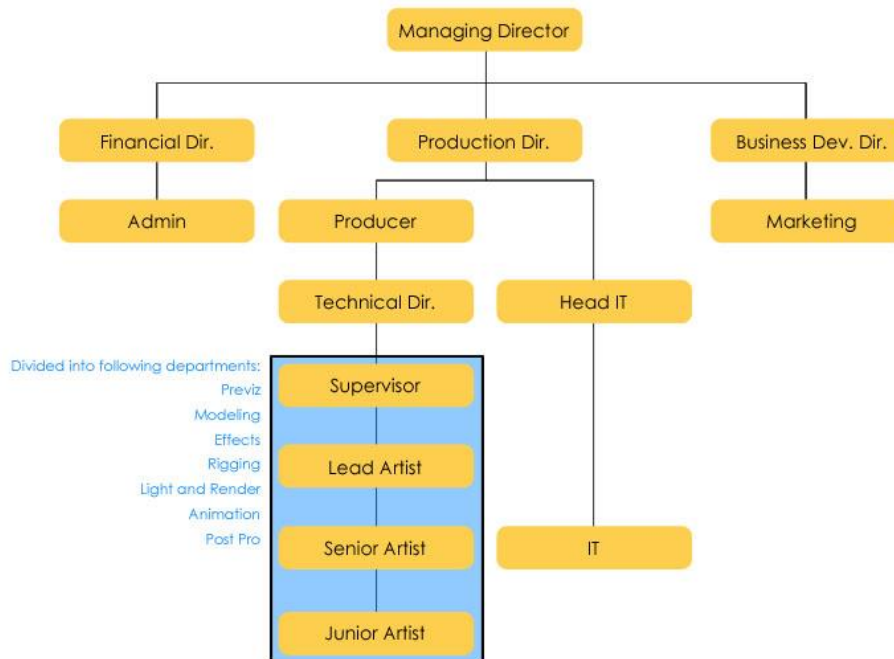 Managing Director
Financial Dir.
Production Dir.
Business Dev. Dir.
Admin
Producer
Marketing
Technical Dir.
Head IT
Divided into following departments:
Previz
Modeling
Effects
Rigging
Light and Render
Animation
Post Pro
Supervisor
Lead Artist
Senior Artist
IT
Junior Artist